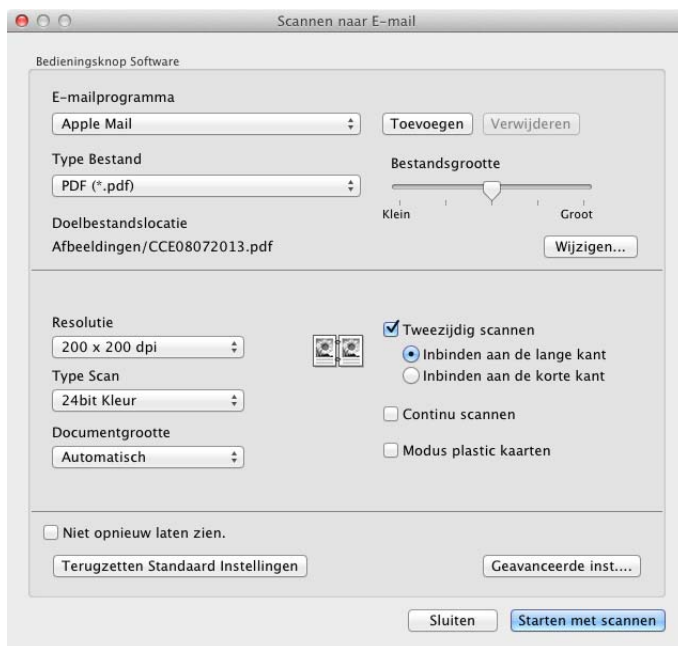 Scannen naar E-mail
Bedieningsknop Software
E-mailprogramma
Apple Mail
Toevoegen
Verwijderen
Type Bestand
PDF (*.pdf)
Bestandsgrootte
Klein
Groot
Doelbestandslocatie
Afbeeldingen/CCE08072013.pdf
Wijzigen...
Resolutie
200 x 200 dpi
Type Scan
24bit Kleur
Documentgrootte
Automatisch
Tweezijdig scannen
Inbinden aan de lange kant
Inbinden aan de korte kant
Continu scannen
Modus plastic kaarten
Niet opnieuw laten zien.
Terugzetten Standaard Instellingen
Geavanceerde inst....
Sluiten
Starten met scannen